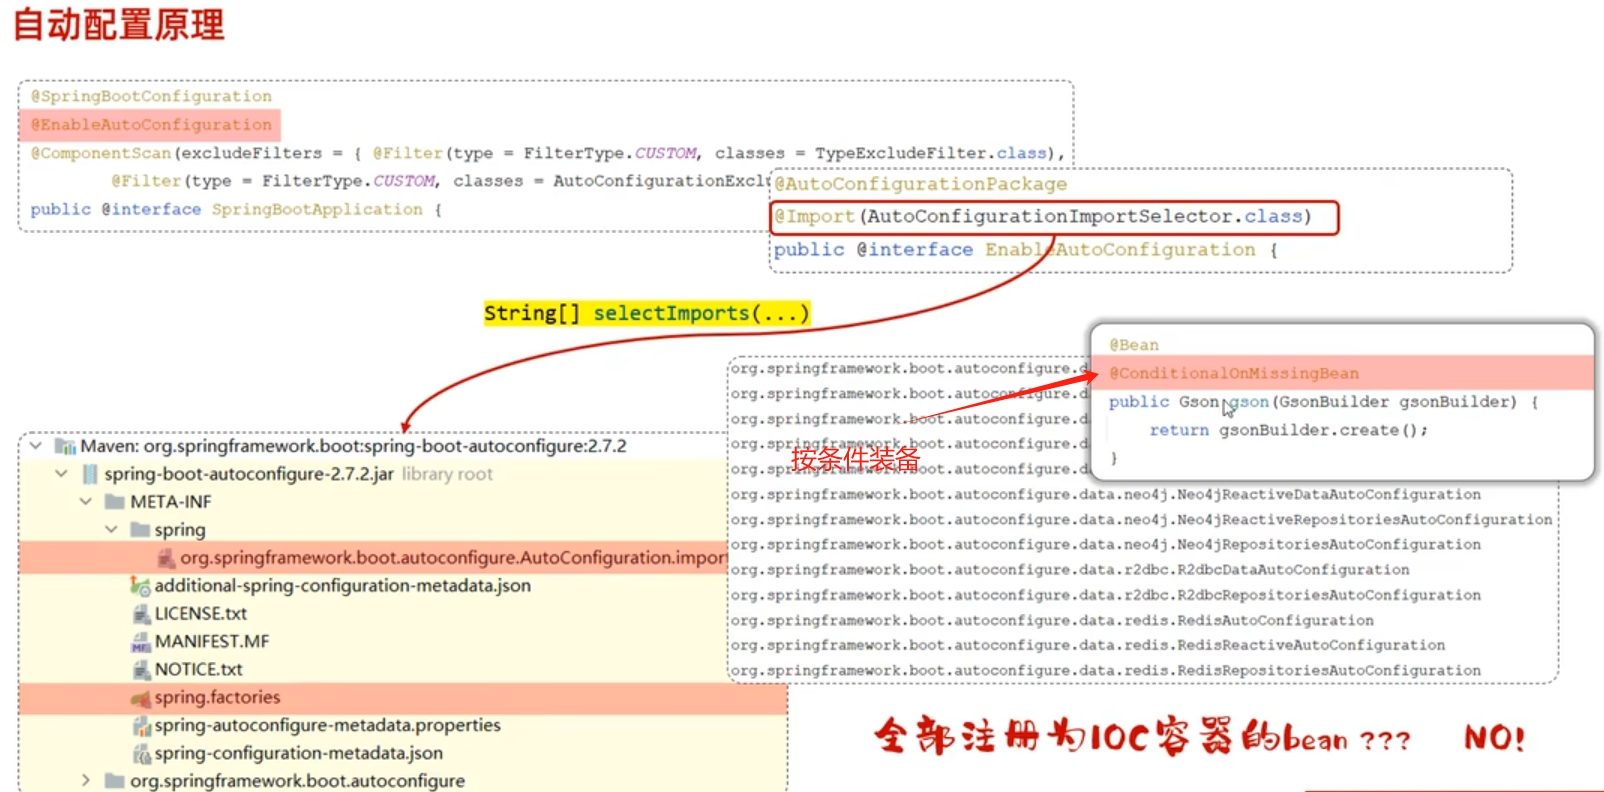 自动配置原理
@SpringBootConfiguration
@EnableAutoConfiguration
@ComponentScan(excludeFilters = { @Filter(type = FilterType.CUSTOM, classes = TypeExcludeFilter.class),
@Filter(type = FilterType.CUSTOM, classes = AutoConfigurationExcl
public @interface SpringBootApplication {
@AutoConfigurationPackage
@Import(AutoConfigurationImportSelector.class)
public @interface EnableAutoConfiguration {
String[] selectImports(...)
@Bean
@ConditionalOnMissingBean
public Gson gson(GsonBuilder gsonBuilder) {
return gsonBuilder.create();
}
org.springframework.boot.autoconfigure.d
org.springframework.boot.autoconfigure.d
org.springframework.boot.autoconfigure.d
org.springframework.boot.autoconfigure.d
按条件装备
org.springframework.boot.autoconfigure.d
org.springframework.boot.autoconfigure.data.neo4j.Neo4jReactiveDataAutoConfiguration
org.springframework.boot.autoconfigure.data.neo4j.Neo4jReactiveRepositoriesAutoConfiguration
org.springframework.boot.autoconfigure.data.neo4j.Neo4jRepositoriesAutoConfiguration
org.springframework.boot.autoconfigure.data.r2dbc.R2dbcDataAutoConfiguration
org.springframework.boot.autoconfigure.data.r2dbc.R2dbcRepositoriesAutoConfiguration
org.springframework.boot.autoconfigure.data.redis.RedisAutoConfiguration
org.springframework.boot.autoconfigure.data.redis.RedisReactiveAutoConfiguration
org.springframework.boot.autoconfigure.data.redis.RedisRepositoriesAutoConfiguration
Maven: org.springframework.boot:spring-boot-autoconfigure:2.7.2
spring-boot-autoconfigure-2.7.2.jar library root
META-INF
spring
org.springframework.boot.autoconfigure.AutoConfiguration.import
additional-spring-configuration-metadata.json
LICENSE.txt
MANIFEST.MF
NOTICE.txt
spring.factories
spring-autoconfigure-metadata.properties
spring-configuration-metadata.json
org.springframework.boot.autoconfigure
全部注册为IOC容器的bean ??? NO!